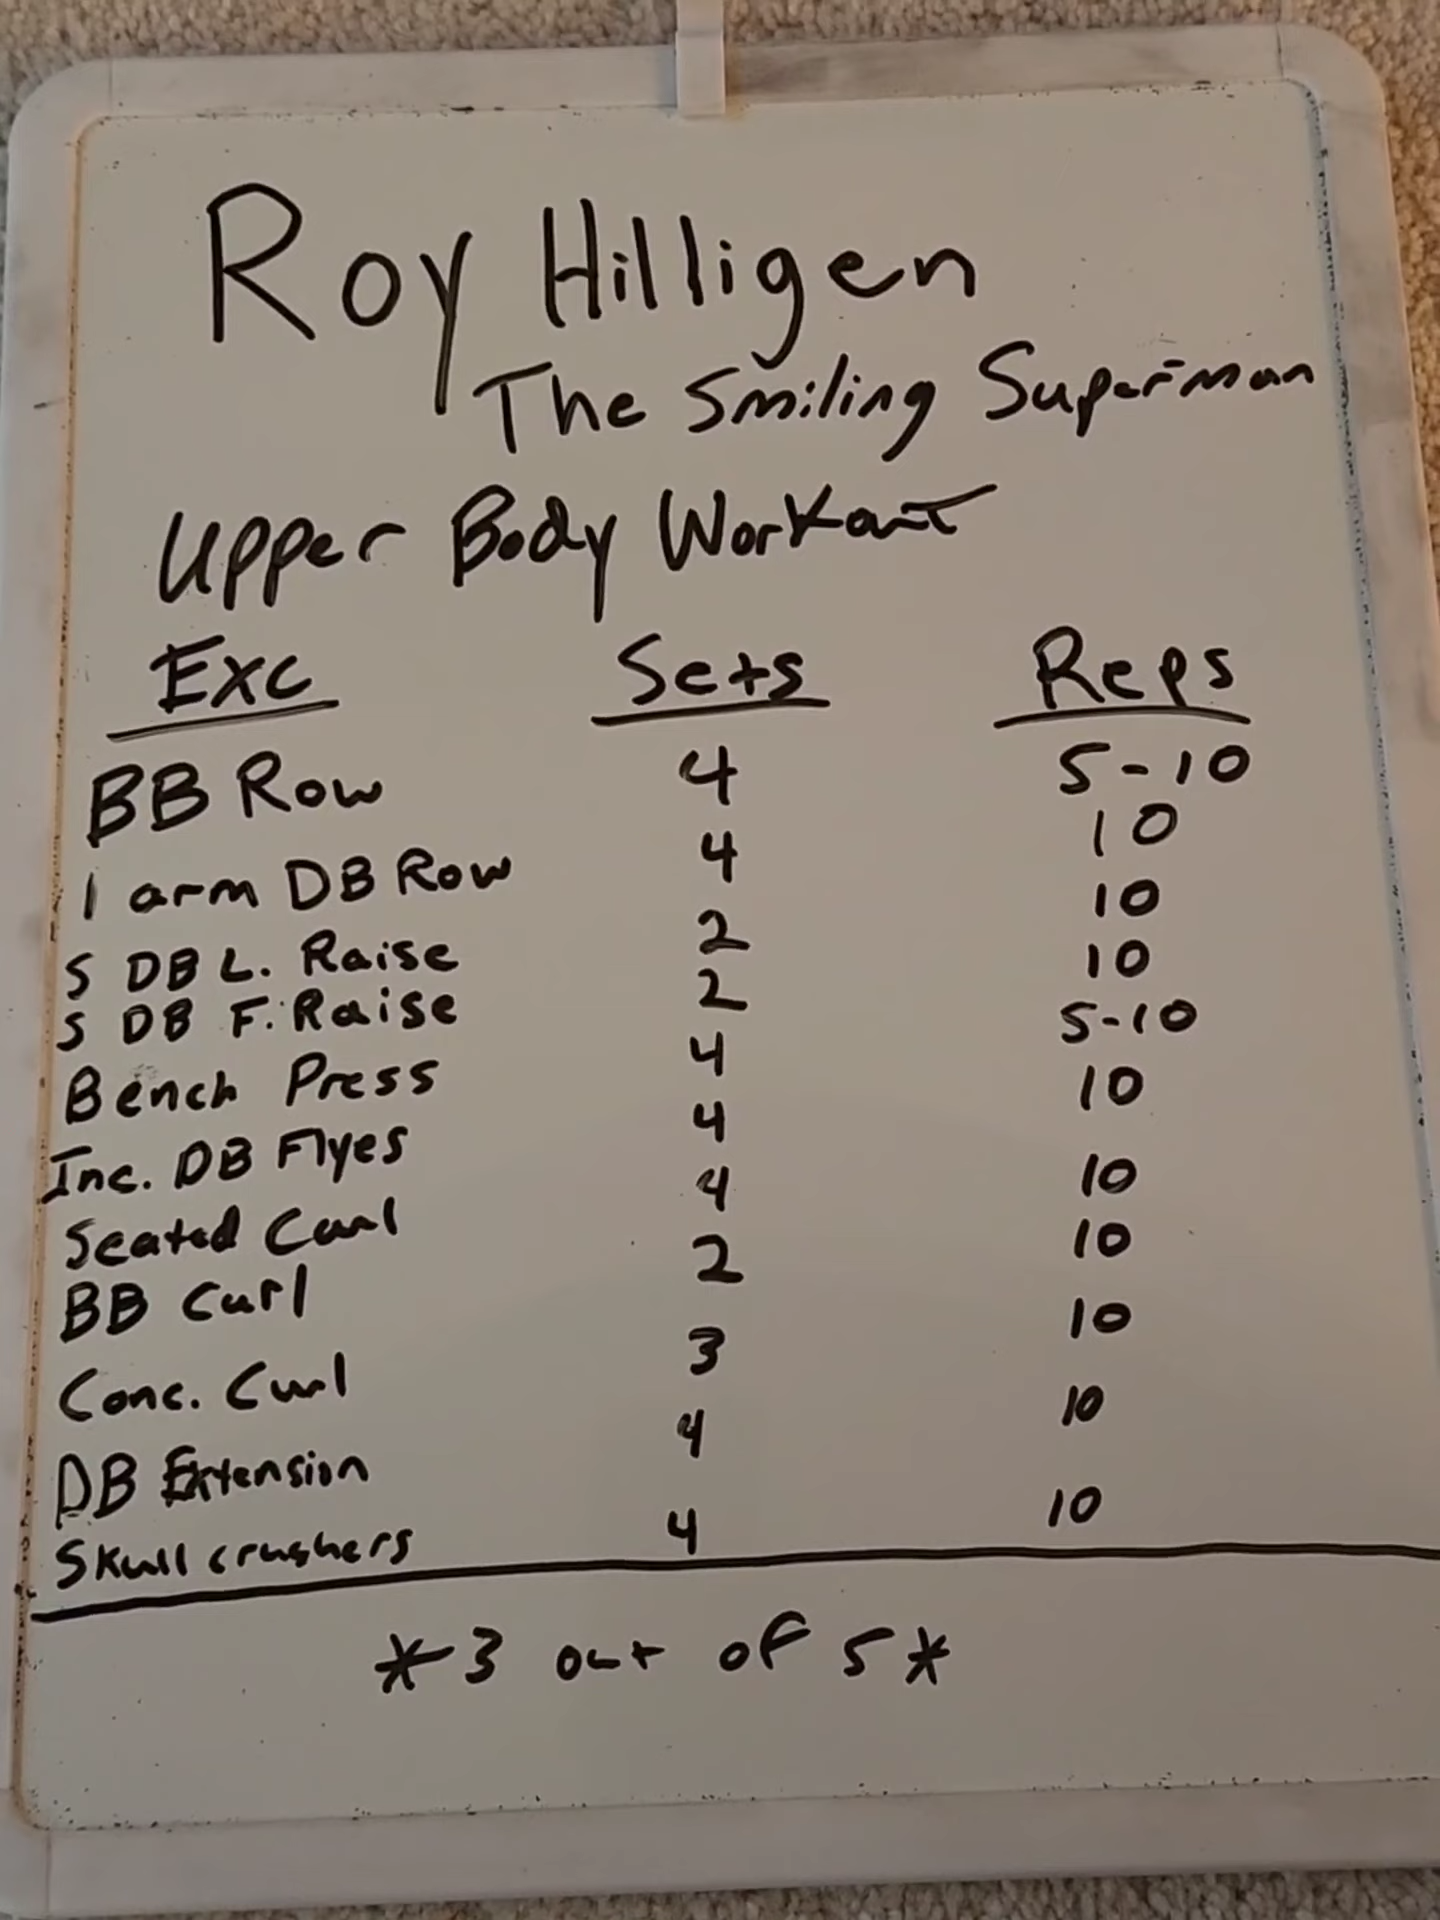 Roy Hilligen
The Smiling Superman
Upper Body Workout
Exc Sets Reps
BB Row 4 5-10
1 arm DB Row 4 10
S DB L. Raise 2 10
S DB F. Raise 2 10
Bench Press 4 5-10
Inc. DB Flyes 4 10
Seated Curl 4 10
BB Curl 2 10
Conc. Curl 3 10
DB Extension 4 10
Skull crushers 4 10
*3 out of 5*